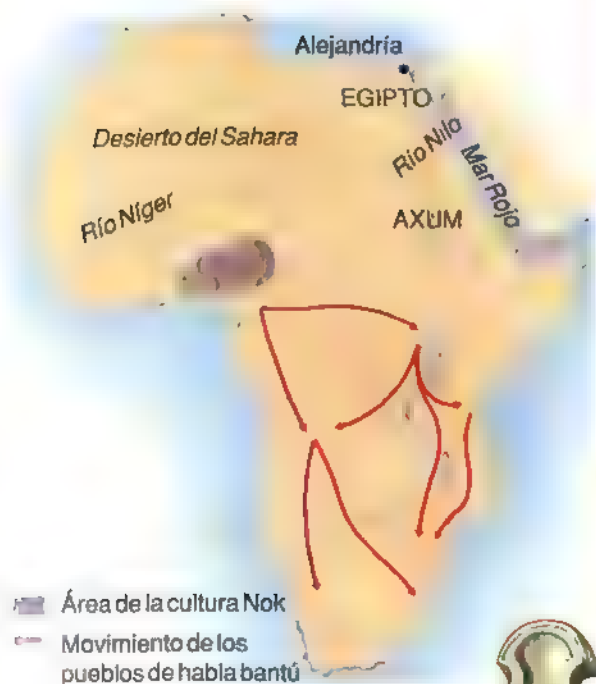 Alejandría
EGIPTO
Desierto del Sahara
Río Nilo
Mar Rojo
Río Níger
AXUM
Área de la cultura Nok
Movimiento de los
pueblos de habla bantú